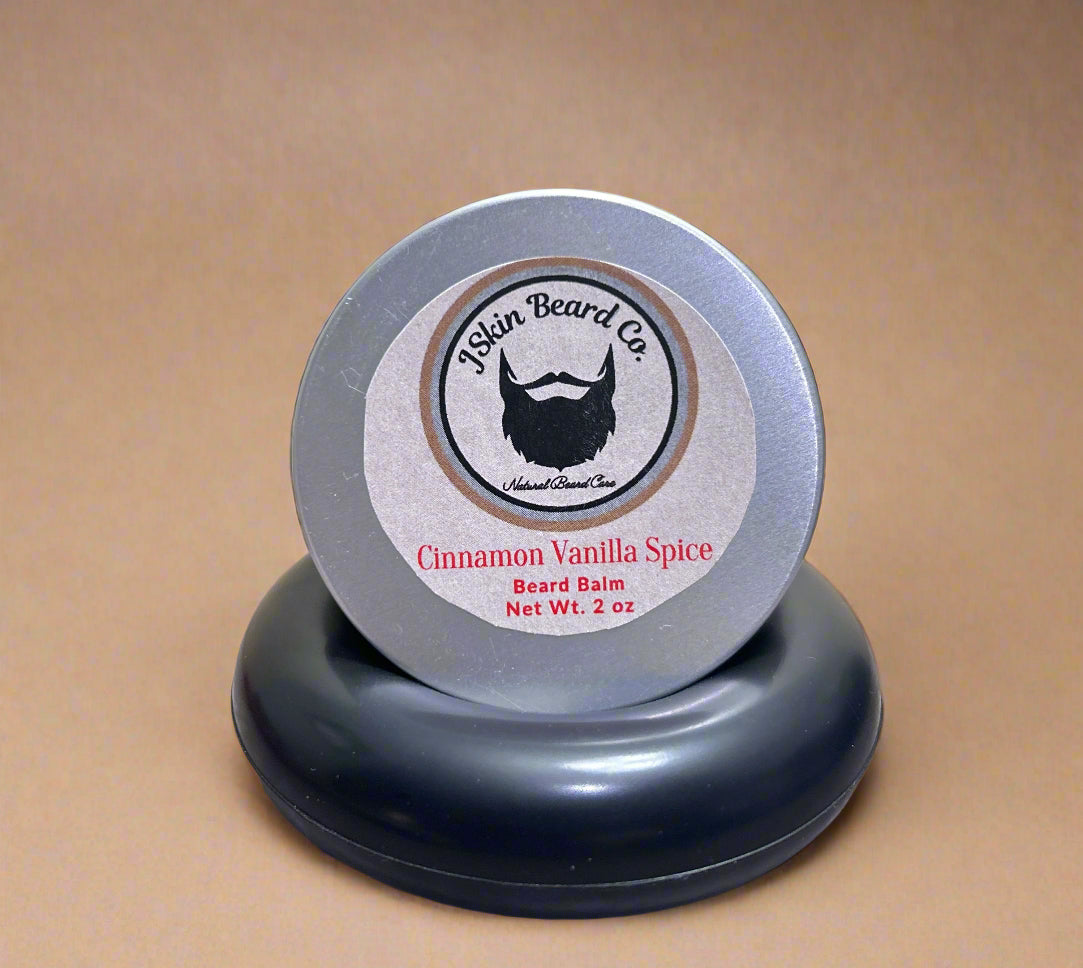 JSkin Beard Co.
Natural Beard Care
Cinnamon Vanilla Spice
Beard Balm
Net Wt. 2 oz